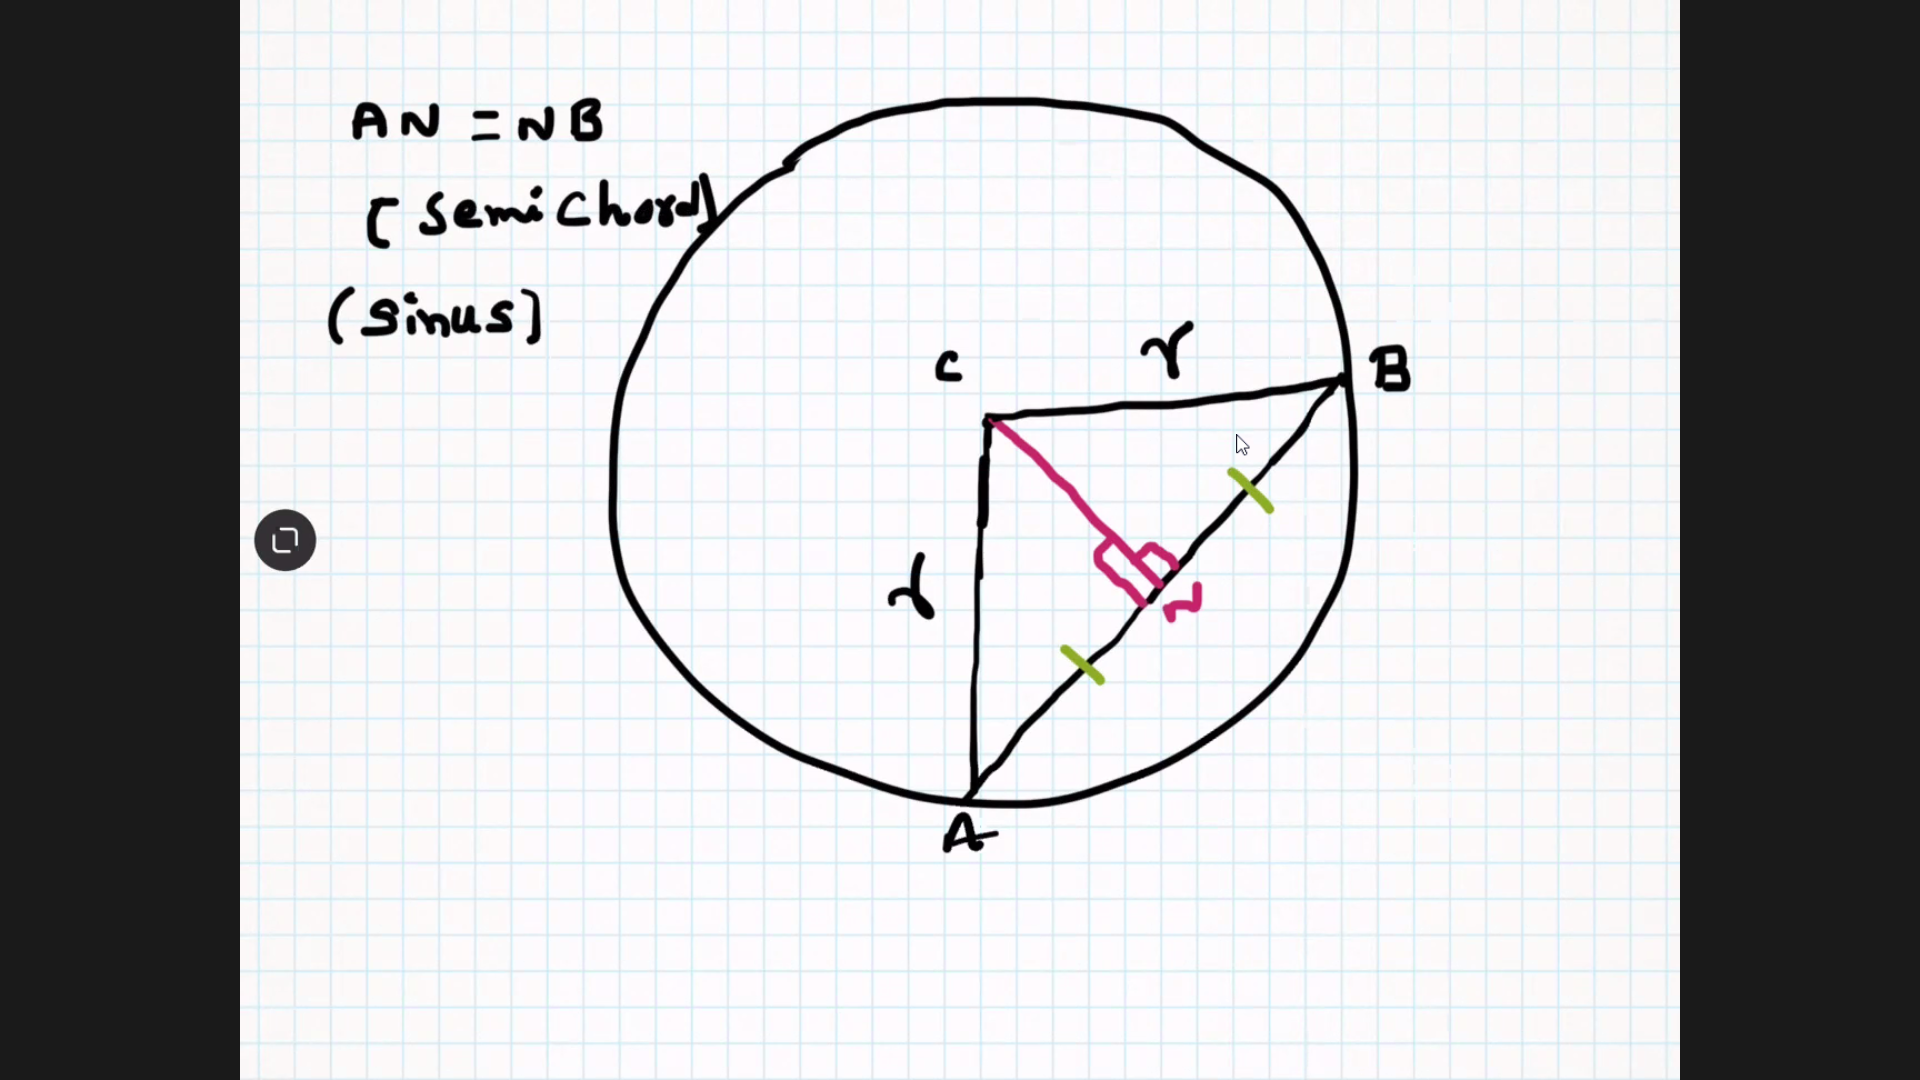 AN = NB
[Semi Chord]
(sinus]
C
r
B
r
N
A